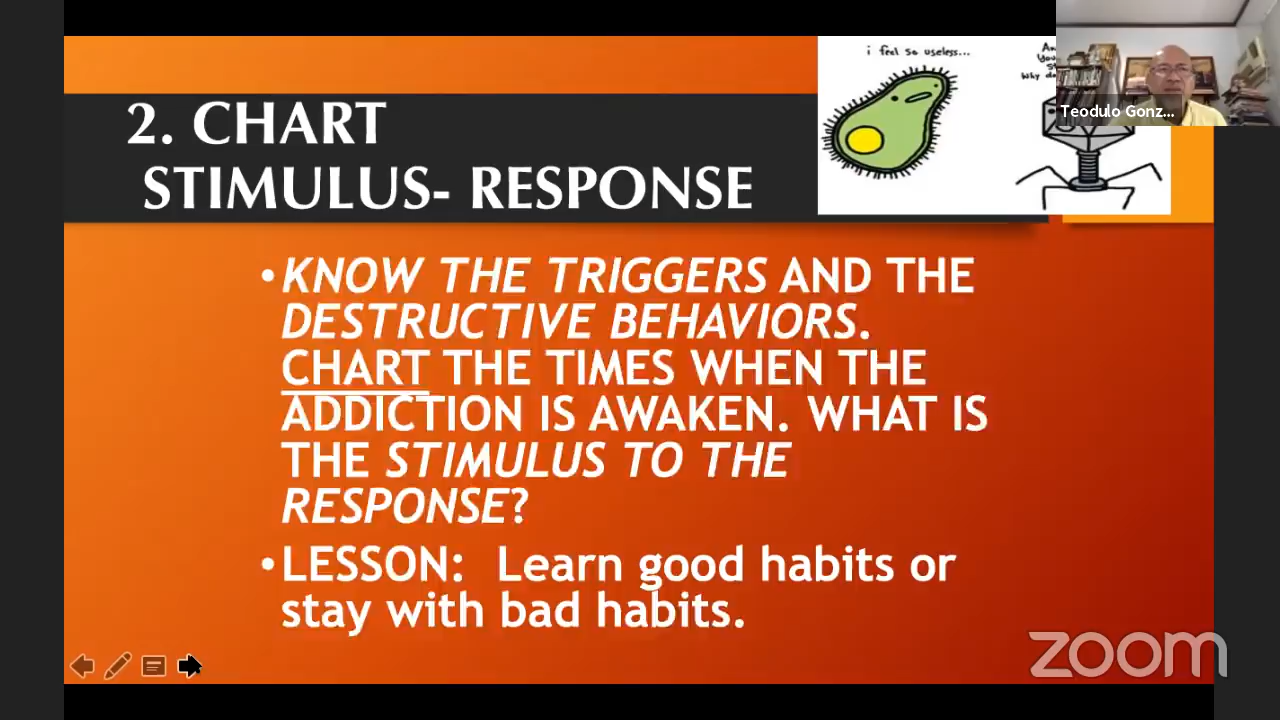 i feel so useless...
Teodulo Gonz...
2. CHART
STIMULUS- RESPONSE
•KNOW THE TRIGGERS AND THE
DESTRUCTIVE BEHAVIORS.
CHART THE TIMES WHEN THE
ADDICTION IS AWAKEN. WHAT IS
THE STIMULUS TO THE
RESPONSE?
•LESSON:  Learn good habits or
stay with bad habits.
zoom